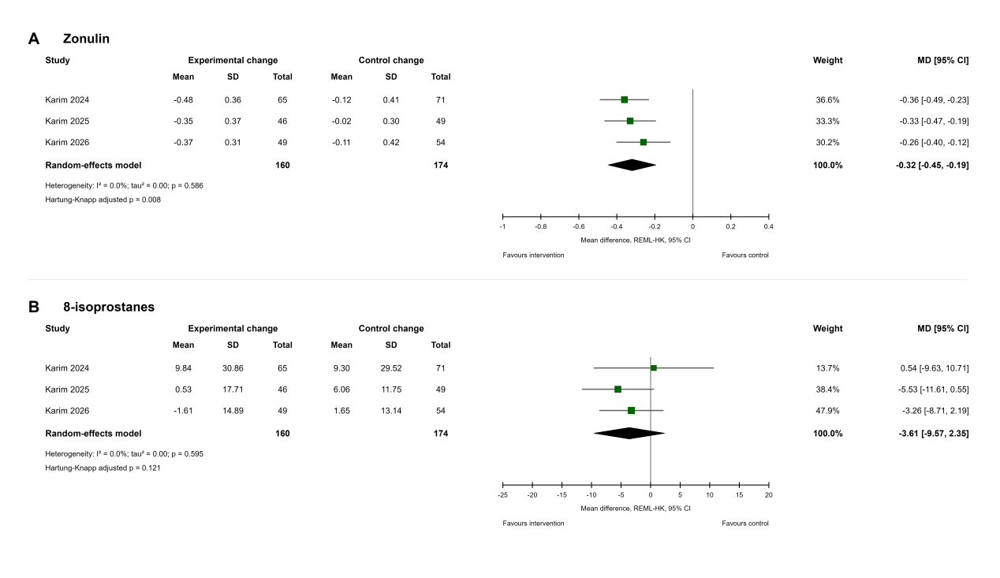 A Zonulin
Study Experimental change Control change Weight MD [95% CI]
Mean SD Total Mean SD Total
Karim 2024 -0.48 0.36 65 -0.12 0.41 71 36.6% -0.36 [-0.49, -0.23]
Karim 2025 -0.35 0.37 46 -0.02 0.30 49 33.3% -0.33 [-0.47, -0.19]
Karim 2026 -0.37 0.31 49 -0.11 0.42 54 30.2% -0.26 [-0.40, -0.12]
Random-effects model 160 174 100.0% -0.32 [-0.45, -0.19]
Heterogeneity: I² = 0.0%; tau² = 0.00; p = 0.586
Hartung-Knapp adjusted p = 0.008
-1 -0.8 -0.6 -0.4 -0.2 0 0.2 0.4
Mean difference, REML-HK, 95% CI
Favours intervention Favours control
B 8-isoprostanes
Study Experimental change Control change Weight MD [95% CI]
Mean SD Total Mean SD Total
Karim 2024 9.84 30.86 65 9.30 29.52 71 13.7% 0.54 [-9.63, 10.71]
Karim 2025 0.53 17.71 46 6.06 11.75 49 38.4% -5.53 [-11.61, 0.55]
Karim 2026 -1.61 14.89 49 1.65 13.14 54 47.9% -3.26 [-8.71, 2.19]
Random-effects model 160 174 100.0% -3.61 [-9.57, 2.35]
Heterogeneity: I² = 0.0%; tau² = 0.00; p = 0.595
Hartung-Knapp adjusted p = 0.121
-25 -20 -15 -10 -5 0 5 10 15 20
Mean difference, REML-HK, 95% CI
Favours intervention Favours control